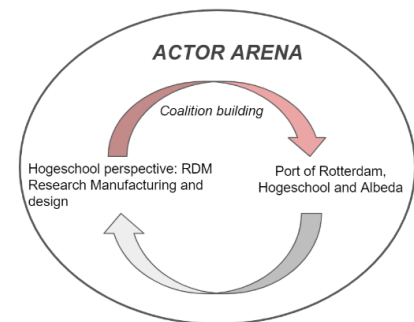 ACTOR ARENA
Coalition building
Hogeschool perspective: RDM
Research Manufacturing and
design
Port of Rotterdam,
Hogeschool and Albeda